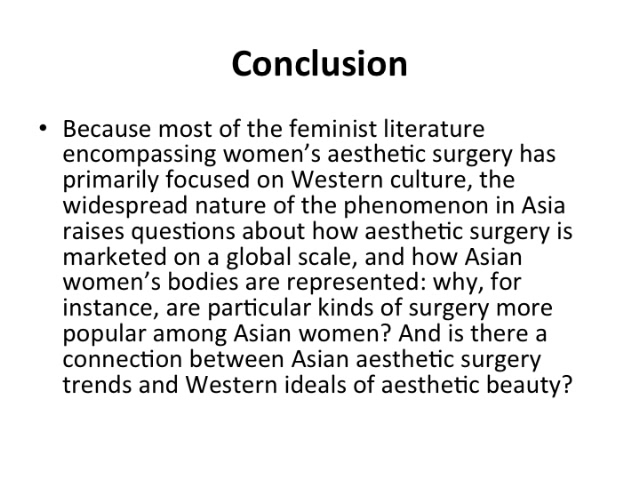 Conclusion
• Because most of the feminist literature
encompassing women’s aesthetic surgery has
primarily focused on Western culture, the
widespread nature of the phenomenon in Asia
raises questions about how aesthetic surgery is
marketed on a global scale, and how Asian
women’s bodies are represented: why, for
instance, are particular kinds of surgery more
popular among Asian women? And is there a
connection between Asian aesthetic surgery
trends and Western ideals of aesthetic beauty?